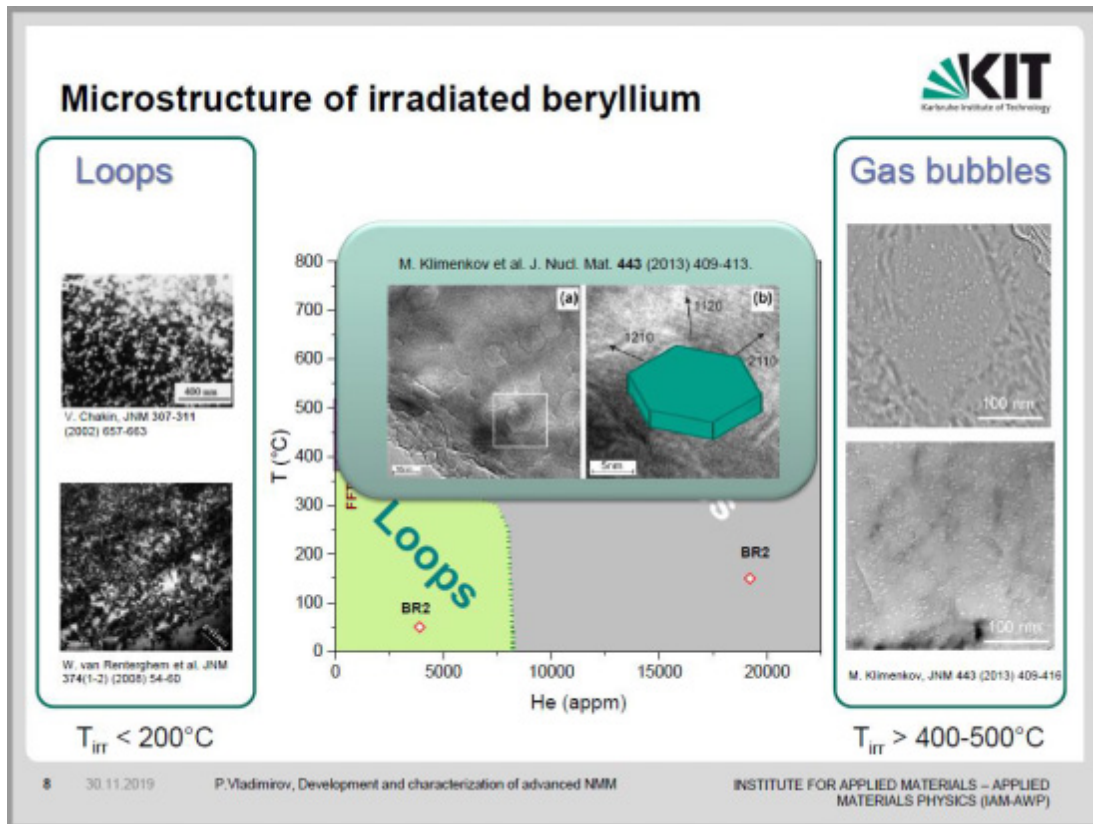 Microstructure of irradiated beryllium
KIT
Karlsruhe Institute of Technology
Loops
400 nm
V. Chakin, JNM 307-311
(2002) 657-663
W. van Renterghem et al, JNM
374(1-2) (2008) 54-60
T_irr < 200°C
M. Klimenkov et al. J. Nucl. Mat. 443 (2013) 409-413.
(a)
(b)
1120
1210
2110
5nm
800
700
600
500
400
300
200
100
0
T (°C)
Loops
s
BR2
BR2
0
5000
10000
15000
20000
He (appm)
Gas bubbles
100 nm
100 nm
M. Klimenkov, JNM 443 (2013) 409-416
T_irr > 400-500°C
8
30.11.2019
P.Vladimirov, Development and characterization of advanced NMM
INSTITUTE FOR APPLIED MATERIALS – APPLIED
MATERIALS PHYSICS (IAM-AWP)